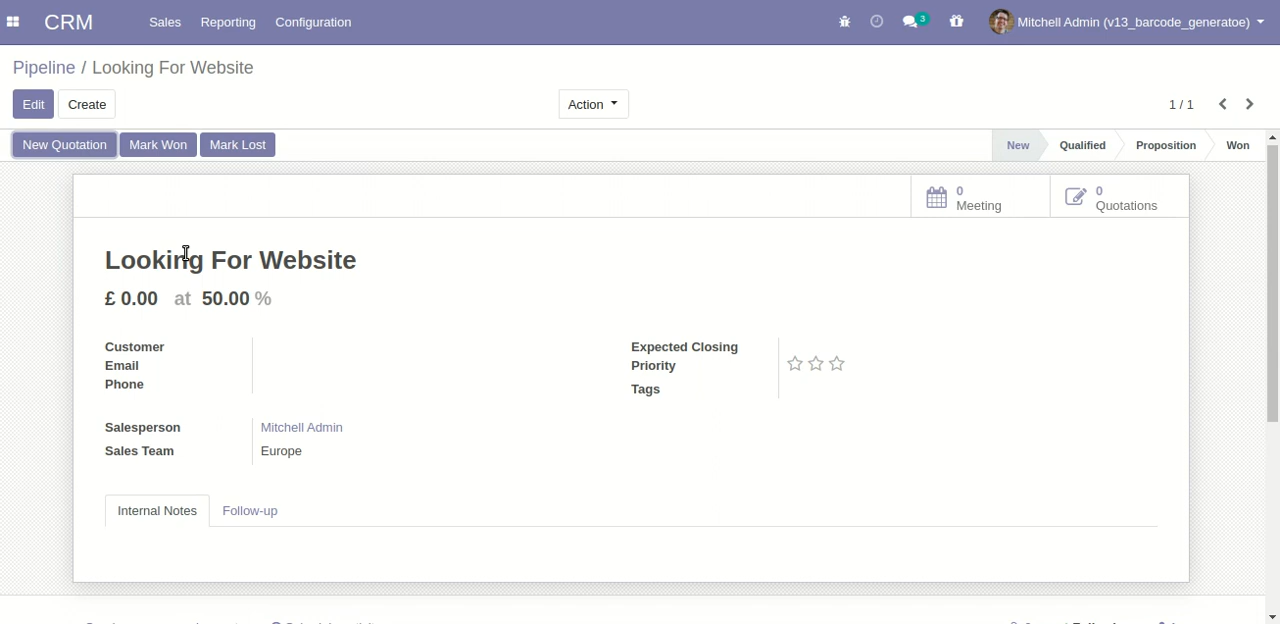 CRM Sales Reporting Configuration 3 Mitchell Admin (v13_barcode_generatoe)
Pipeline / Looking For Website
Edit Create Action 1 / 1
New Quotation Mark Won Mark Lost New Qualified Proposition Won
0 Meeting
0 Quotations
Looking For Website
£ 0.00 at 50.00 %
Customer
Email
Phone
Expected Closing
Priority
Tags
Salesperson Mitchell Admin
Sales Team Europe
Internal Notes Follow-up